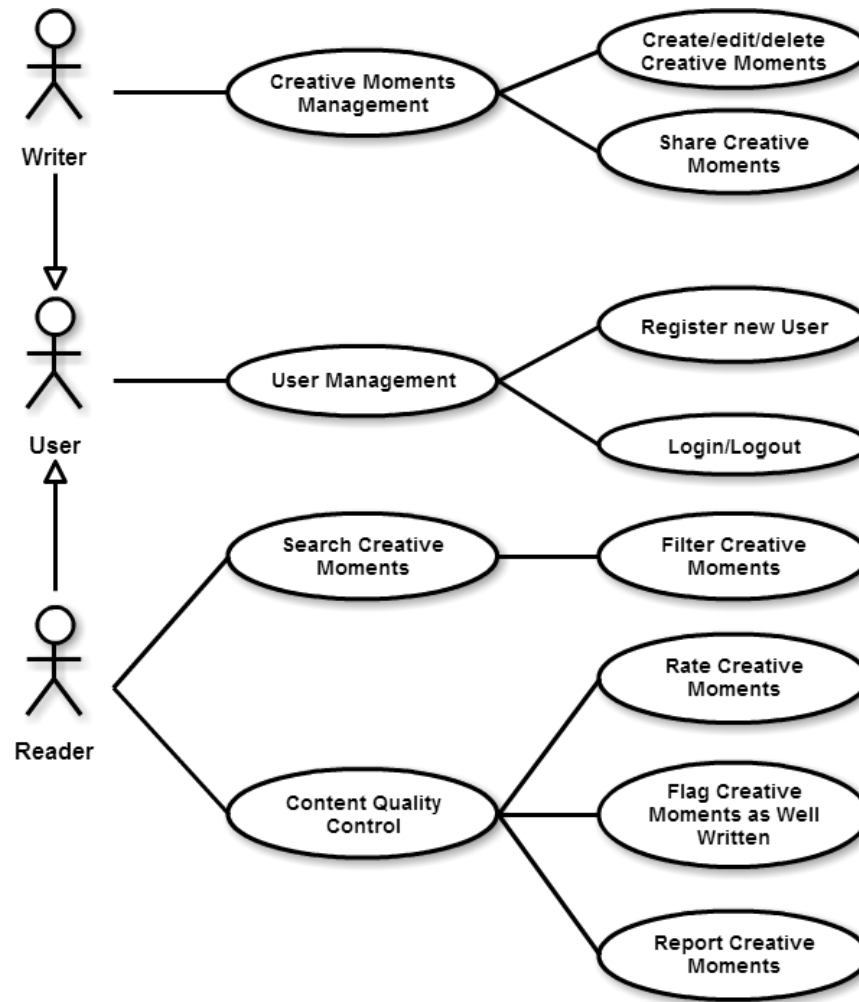 Create/edit/delete
Creative Moments
Creative Moments
Management
Share Creative
Moments
Writer
Register new User
User Management
User
Login/Logout
Search Creative
Moments
Filter Creative
Moments
Rate Creative
Moments
Reader
Content Quality
Control
Flag Creative
Moments as Well
Written
Report Creative
Moments